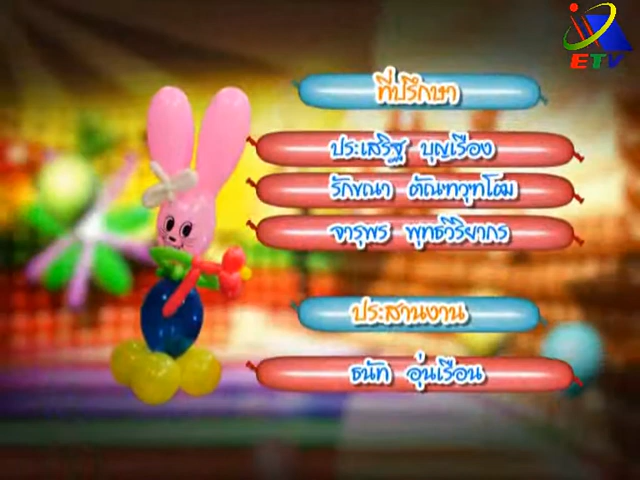 ETV
ที่ปรึกษา
ประเสริฐ บุญเรือง
รักขณา ตัณฑวุฑโฒ
จารุพร พุทธวิริยากร
ประสานงาน
ธนัท อุ่นเรือน